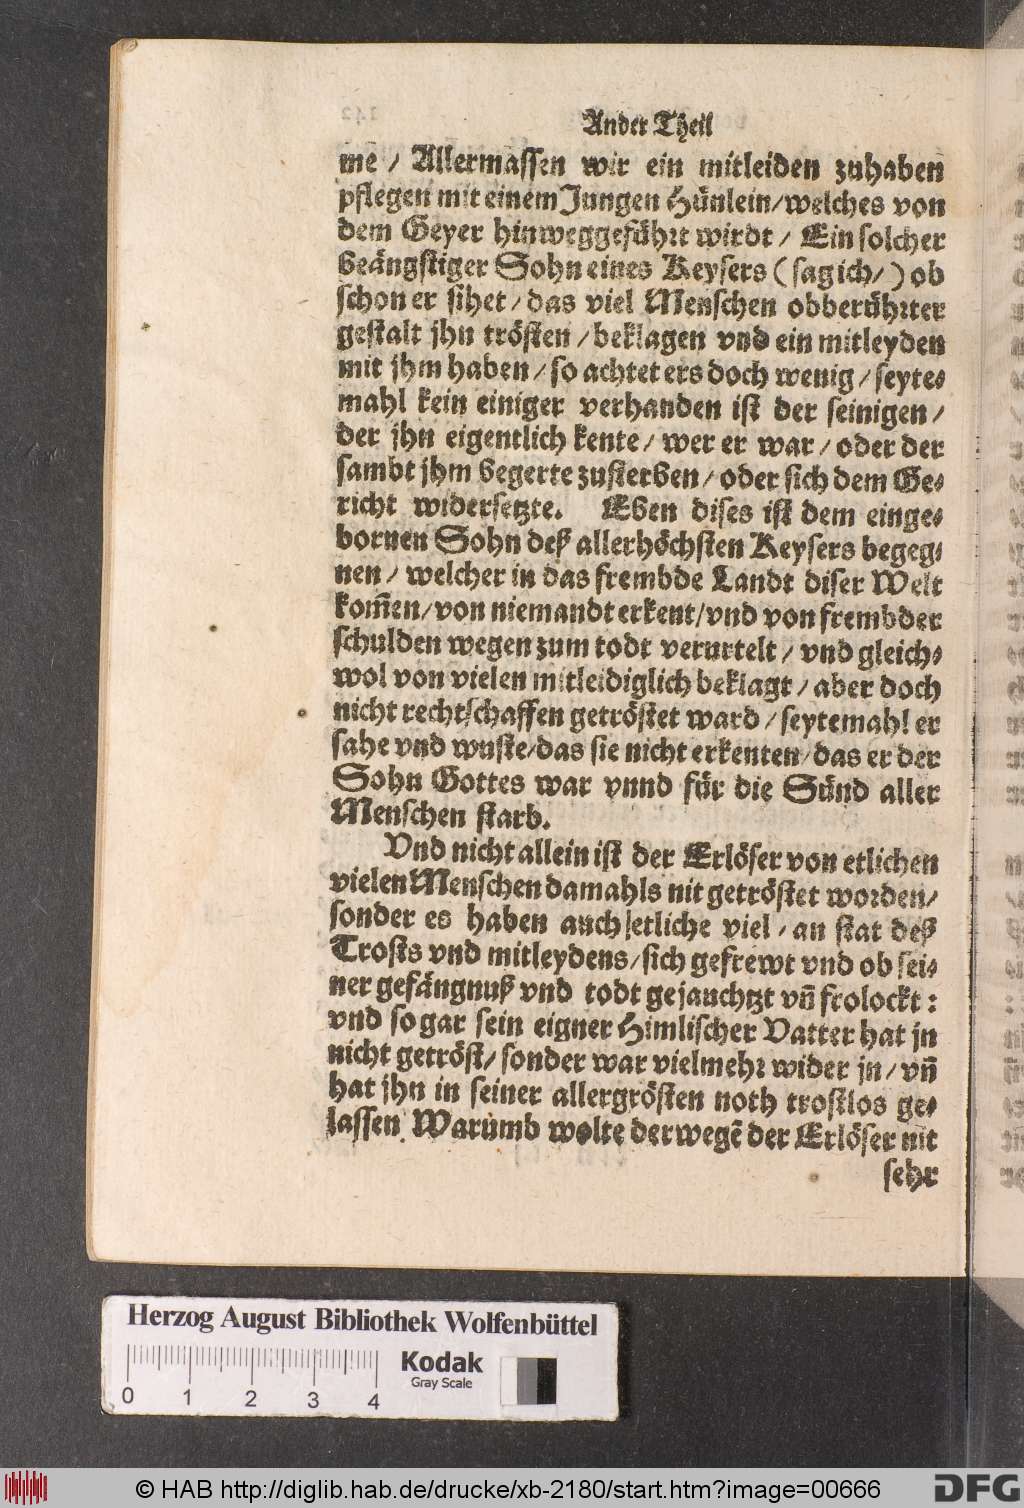 Ander Theil
me / Allermassen wir ein mitleiden zuhaben
pflegen mit einem Jungen Hünlein/welches von
dem Geyer hinweggeführt wirdt / Ein solcher
beängstiger Sohn eines Keysers ( sag ich/ ) ob
schon er sihet / das viel Menschen obberührter
gestalt jhn trösten / beklagen vnd ein mitleyden
mit jhm haben / so achtet ers doch wenig / seyte-
mahl kein einiger verhanden ist der seinigen /
der jhn eigentlich kente / wer er war / oder der
sambt jhm begerte zusterben / oder sich dem Ge-
richt widersetzte. Eben dises ist dem einge-
bornen Sohn deß allerhöchsten Keysers begeg-
nen / welcher in das frembde Landt diser Welt
kom̃en/von niemandt erkent/vnd von frembder
schulden wegen zum todt verurtelt / vnd gleich-
wol von vielen mitleidiglich beklagt / aber doch
nicht rechtschaffen getröstet ward / seytemahl er
sahe vnd wuste/das sie nicht erkenten/das er der
Sohn Gottes war vnnd für die Sünd aller
Menschen starb.
Vnd nicht allein ist der Erlöser von etlichen
vielen Menschen damahls nit getröstet worden/
sonder es haben auch etliche viel / an stat deß
Trosts vnd mitleydens/sich gefrewt vnd ob sei-
ner gefängnuß vnd todt gejauchtzt vñ frolockt :
vnd so gar sein eigner Himlischer Vatter hat jn
nicht getröst/ sonder war vielmehr wider jn / vñ
hat jhn in seiner allergrösten noth trostlos ge-
lassen. Warumb wolte derwegẽ der Erlöser nit
sehr
Herzog August Bibliothek Wolfenbüttel
Kodak
Gray Scale
0 1 2 3 4
© HAB http://diglib.hab.de/drucke/xb-2180/start.htm?image=00666
DFG